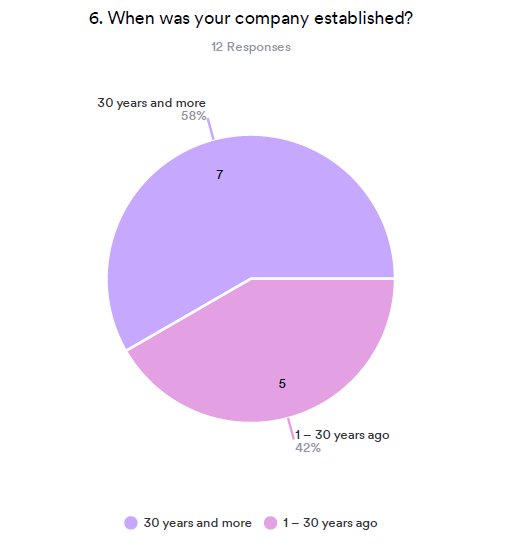 6. When was your company established?
12 Responses
30 years and more
58%
7
5
1 – 30 years ago
42%
30 years and more
1 – 30 years ago